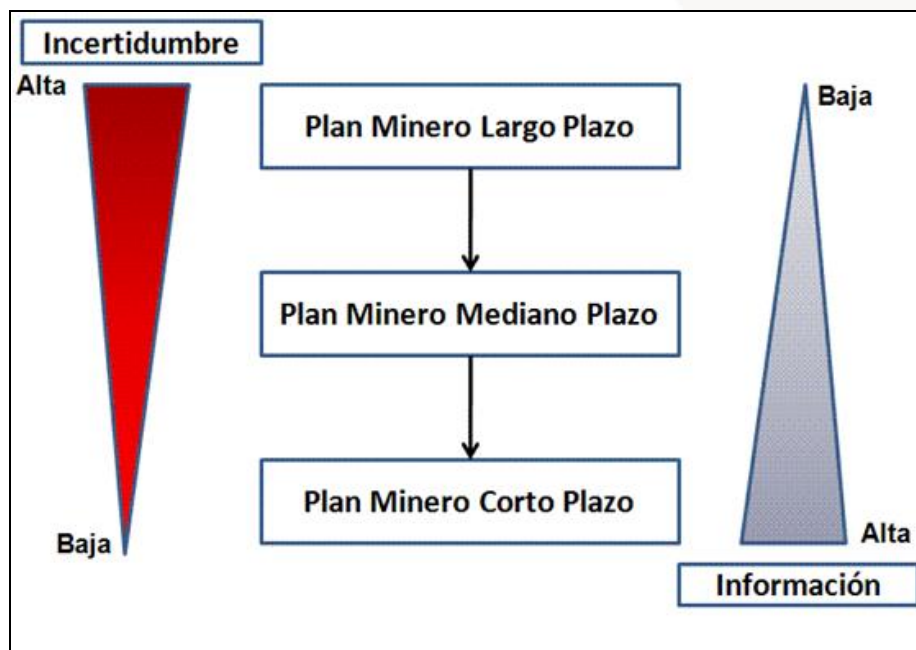 Incertidumbre
Alta
Baja
Plan Minero Largo Plazo
Plan Minero Mediano Plazo
Plan Minero Corto Plazo
Baja
Alta
Información